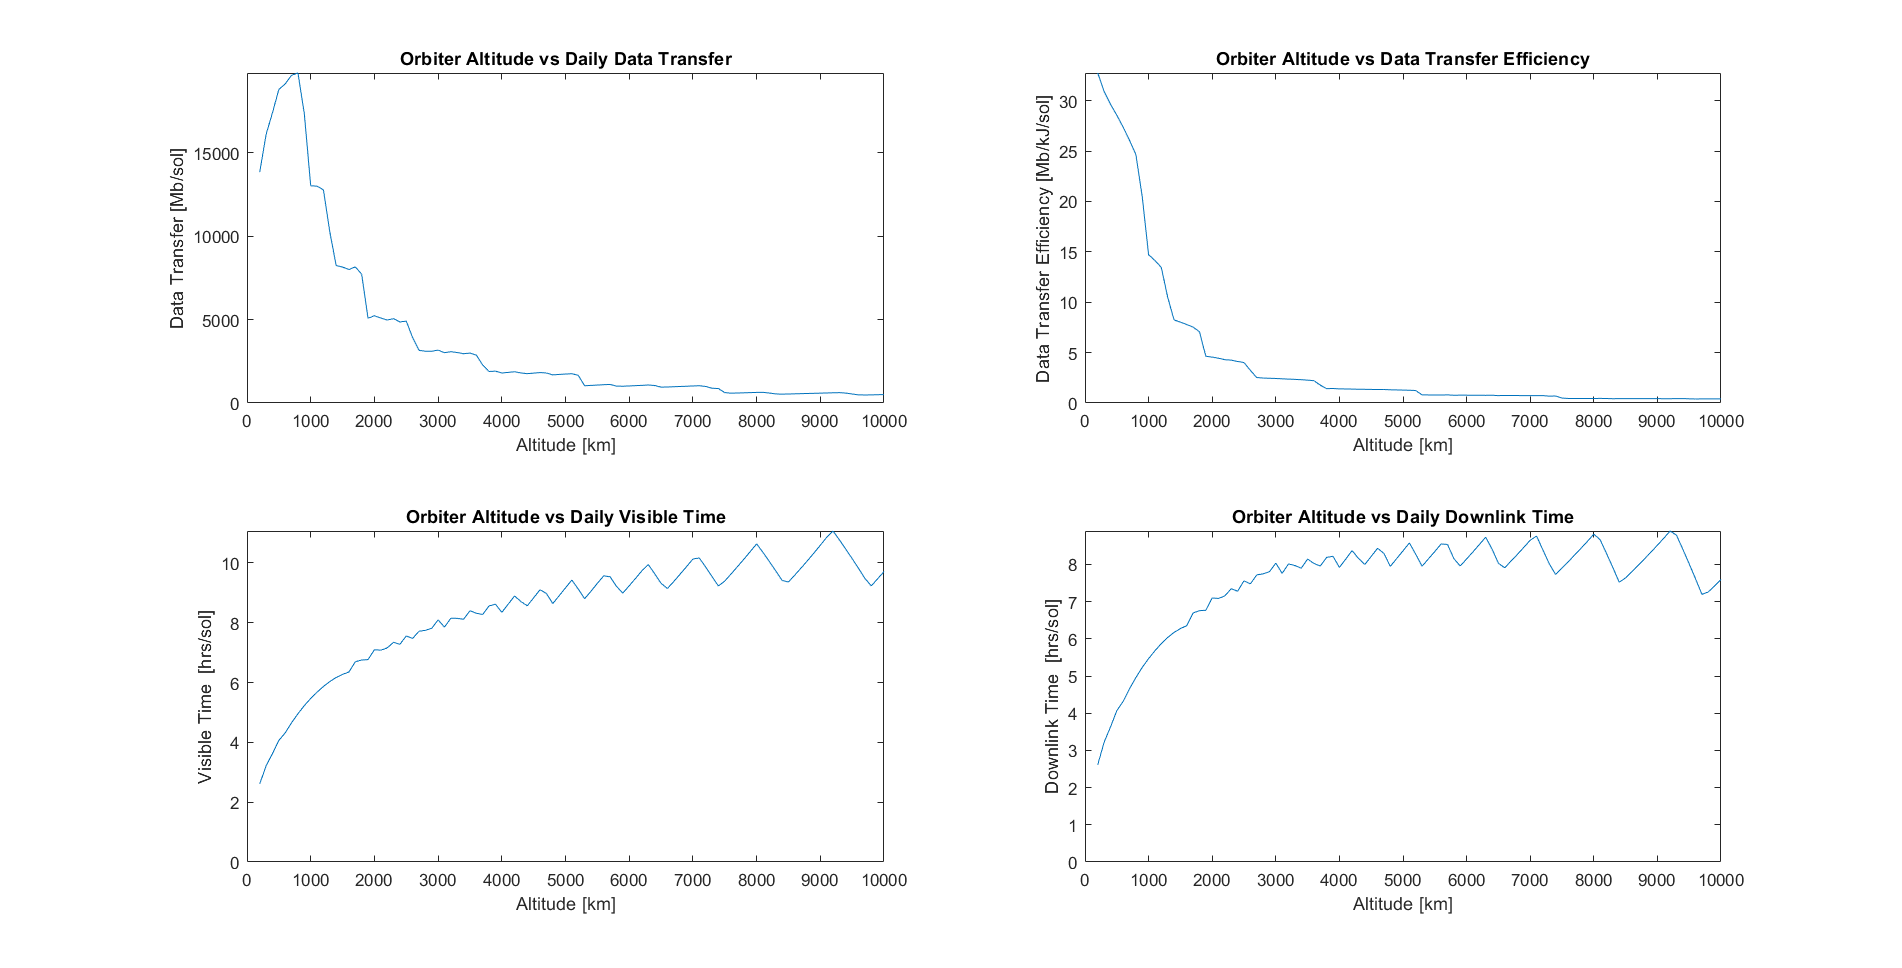 Orbiter Altitude vs Daily Data Transfer
Data Transfer [Mb/sol]
15000
10000
5000
0
0 1000 2000 3000 4000 5000 6000 7000 8000 9000 10000
Altitude [km]
Orbiter Altitude vs Data Transfer Efficiency
Data Transfer Efficiency [Mb/kJ/sol]
30
25
20
15
10
5
0
0 1000 2000 3000 4000 5000 6000 7000 8000 9000 10000
Altitude [km]
Orbiter Altitude vs Daily Visible Time
Visible Time [hrs/sol]
10
8
6
4
2
0
0 1000 2000 3000 4000 5000 6000 7000 8000 9000 10000
Altitude [km]
Orbiter Altitude vs Daily Downlink Time
Downlink Time [hrs/sol]
8
7
6
5
4
3
2
1
0
0 1000 2000 3000 4000 5000 6000 7000 8000 9000 10000
Altitude [km]